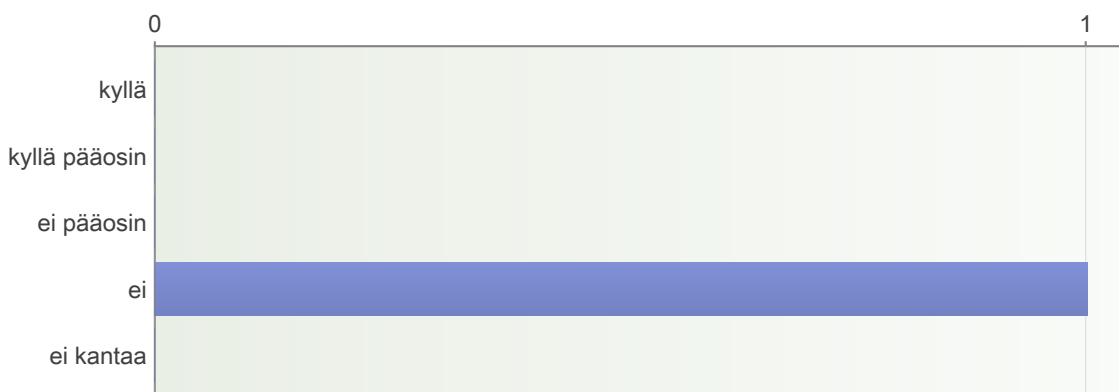 0 1
kyllä
kyllä pääosin
ei pääosin
ei
ei kantaa